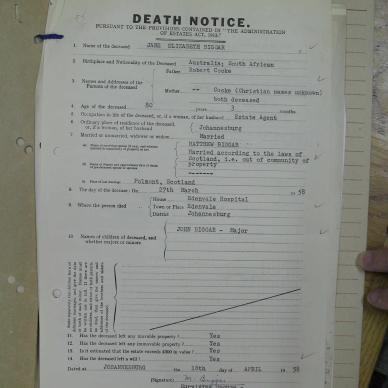 DEATH NOTICE.
PURSUANT TO THE PROVISIONS CONTAINED IN "THE ADMINISTRATION
OF ESTATES ACT, 1913."
1. Name of the deceased JANE ELIZABETH BIGGAR
2. Birthplace and Nationality of the Deceased Australia; South African
3. Names and Addresses of the Parents of the deceased
Father Robert Cooke
Mother -- Cooke (Christian names unknown)
both deceased
4. Age of the deceased 80 years 3 months
5. Occupation in life of the deceased, or, if a woman, of her husband Estate Agent
6. Ordinary place of residence of the deceased, or, if a woman, of her husband Johannesburg
7. Married or unmarried, widower or widow Married
MATTHEW BIGGAR
Married according to the laws of
Scotland, i.e. out of community of
property
Place of last marriage Polmont, Scotland
8. The day of the decease : On 27th March 19 58
9. Where the person died
House Edenvale Hospital
Town or Place Edenvale
District Johannesburg
10. Names of children of deceased, and whether majors or minors
JOHN BIGGAR - Major
11. Has the deceased left any movable property? Yes
12. Has the deceased left any immovable property? Yes
13. Is it estimated that the estate exceeds £300 in value? Yes
14. Has the deceased left a will? Yes
Dated at JOHANNESBURG the 18th day of APRIL 19 58
(Signature) M Biggar